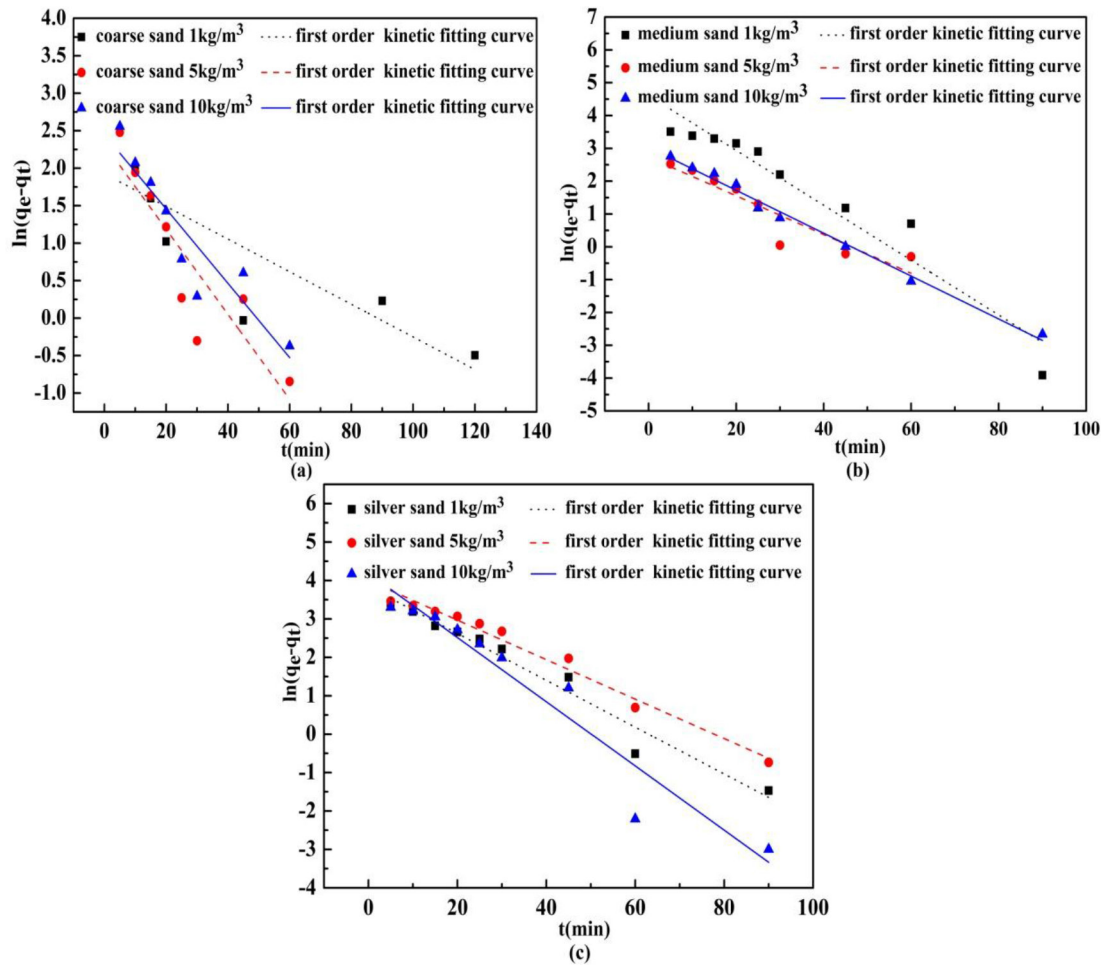 4.0
3.5
3.0
2.5
2.0
1.5
1.0
0.5
0.0
-0.5
-1.0
ln(qe-qt)
coarse sand 1kg/m3 first order kinetic fitting curve
coarse sand 5kg/m3 first order kinetic fitting curve
coarse sand 10kg/m3 first order kinetic fitting curve
0 20 40 60 80 100 120 140
t(min)
(a)
7
6
5
4
3
2
1
0
-1
-2
-3
-4
-5
ln(qe-qt)
medium sand 1kg/m3 first order kinetic fitting curve
medium sand 5kg/m3 first order kinetic fitting curve
medium sand 10kg/m3 first order kinetic fitting curve
0 20 40 60 80 100
t(min)
(b)
6
5
4
3
2
1
0
-1
-2
-3
-4
ln(qe-qt)
silver sand 1kg/m3 first order kinetic fitting curve
silver sand 5kg/m3 first order kinetic fitting curve
silver sand 10kg/m3 first order kinetic fitting curve
0 20 40 60 80 100
t(min)
(c)